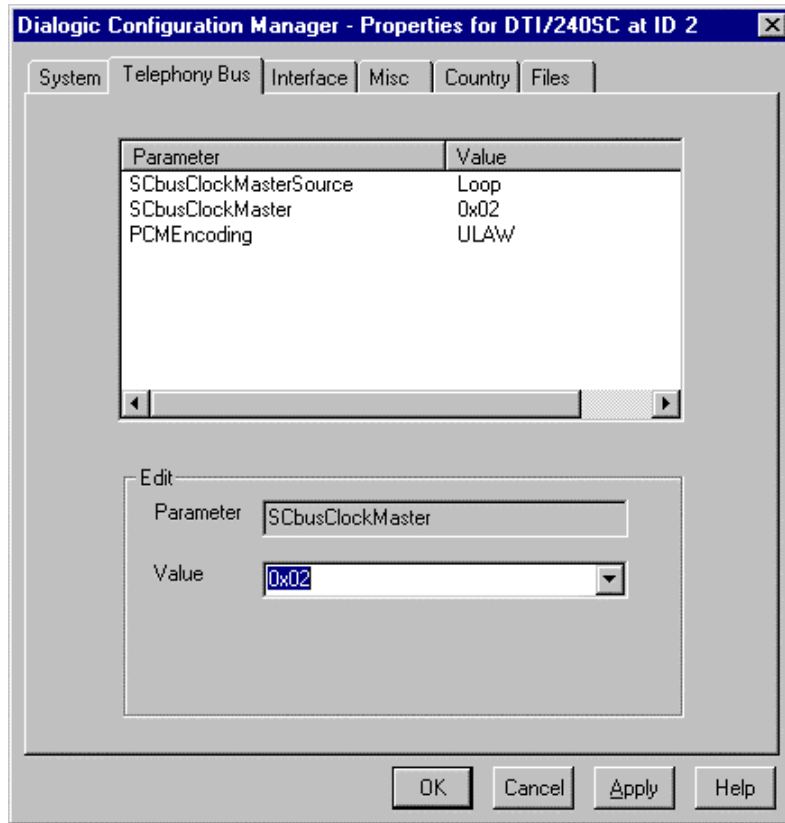 Dialogic Configuration Manager - Properties for DTI/240SC at ID 2
System Telephony Bus Interface Misc Country Files
Parameter Value
SCbusClockMasterSource Loop
SCbusClockMaster 0x02
PCMEncoding ULAW
Edit
Parameter SCbusClockMaster
Value 0x02
OK Cancel Apply Help